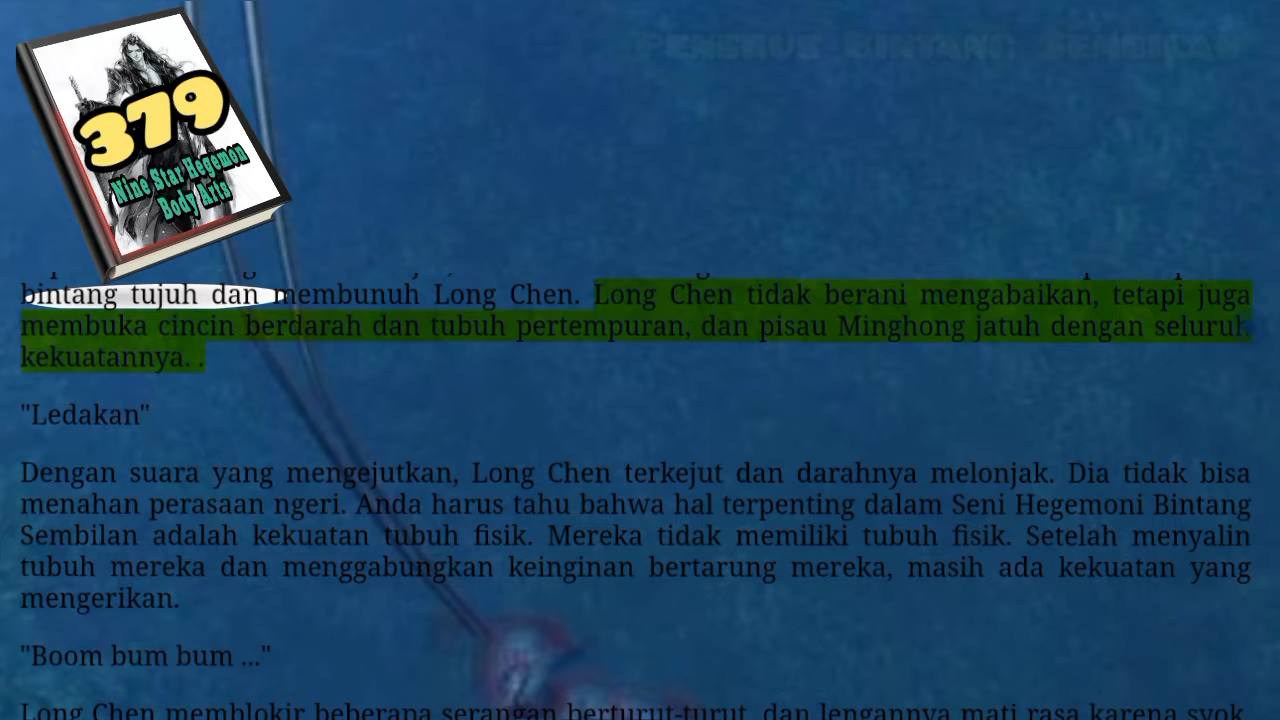 PENERUS BINTANG SEMBILAN
379
Nine Star Hegemon
Body Arts
bintang tujuh dan membunuh Long Chen. Long Chen tidak berani mengabaikan, tetapi juga
membuka cincin berdarah dan tubuh pertempuran, dan pisau Minghong jatuh dengan seluruh
kekuatannya. .
"Ledakan"
Dengan suara yang mengejutkan, Long Chen terkejut dan darahnya melonjak. Dia tidak bisa
menahan perasaan ngeri. Anda harus tahu bahwa hal terpenting dalam Seni Hegemoni Bintang
Sembilan adalah kekuatan tubuh fisik. Mereka tidak memiliki tubuh fisik. Setelah menyalin
tubuh mereka dan menggabungkan keinginan bertarung mereka, masih ada kekuatan yang
mengerikan.
"Boom bum bum ..."
Long Chen memblokir beberapa serangan berturut-turut, dan lengannya mati rasa karena syok.